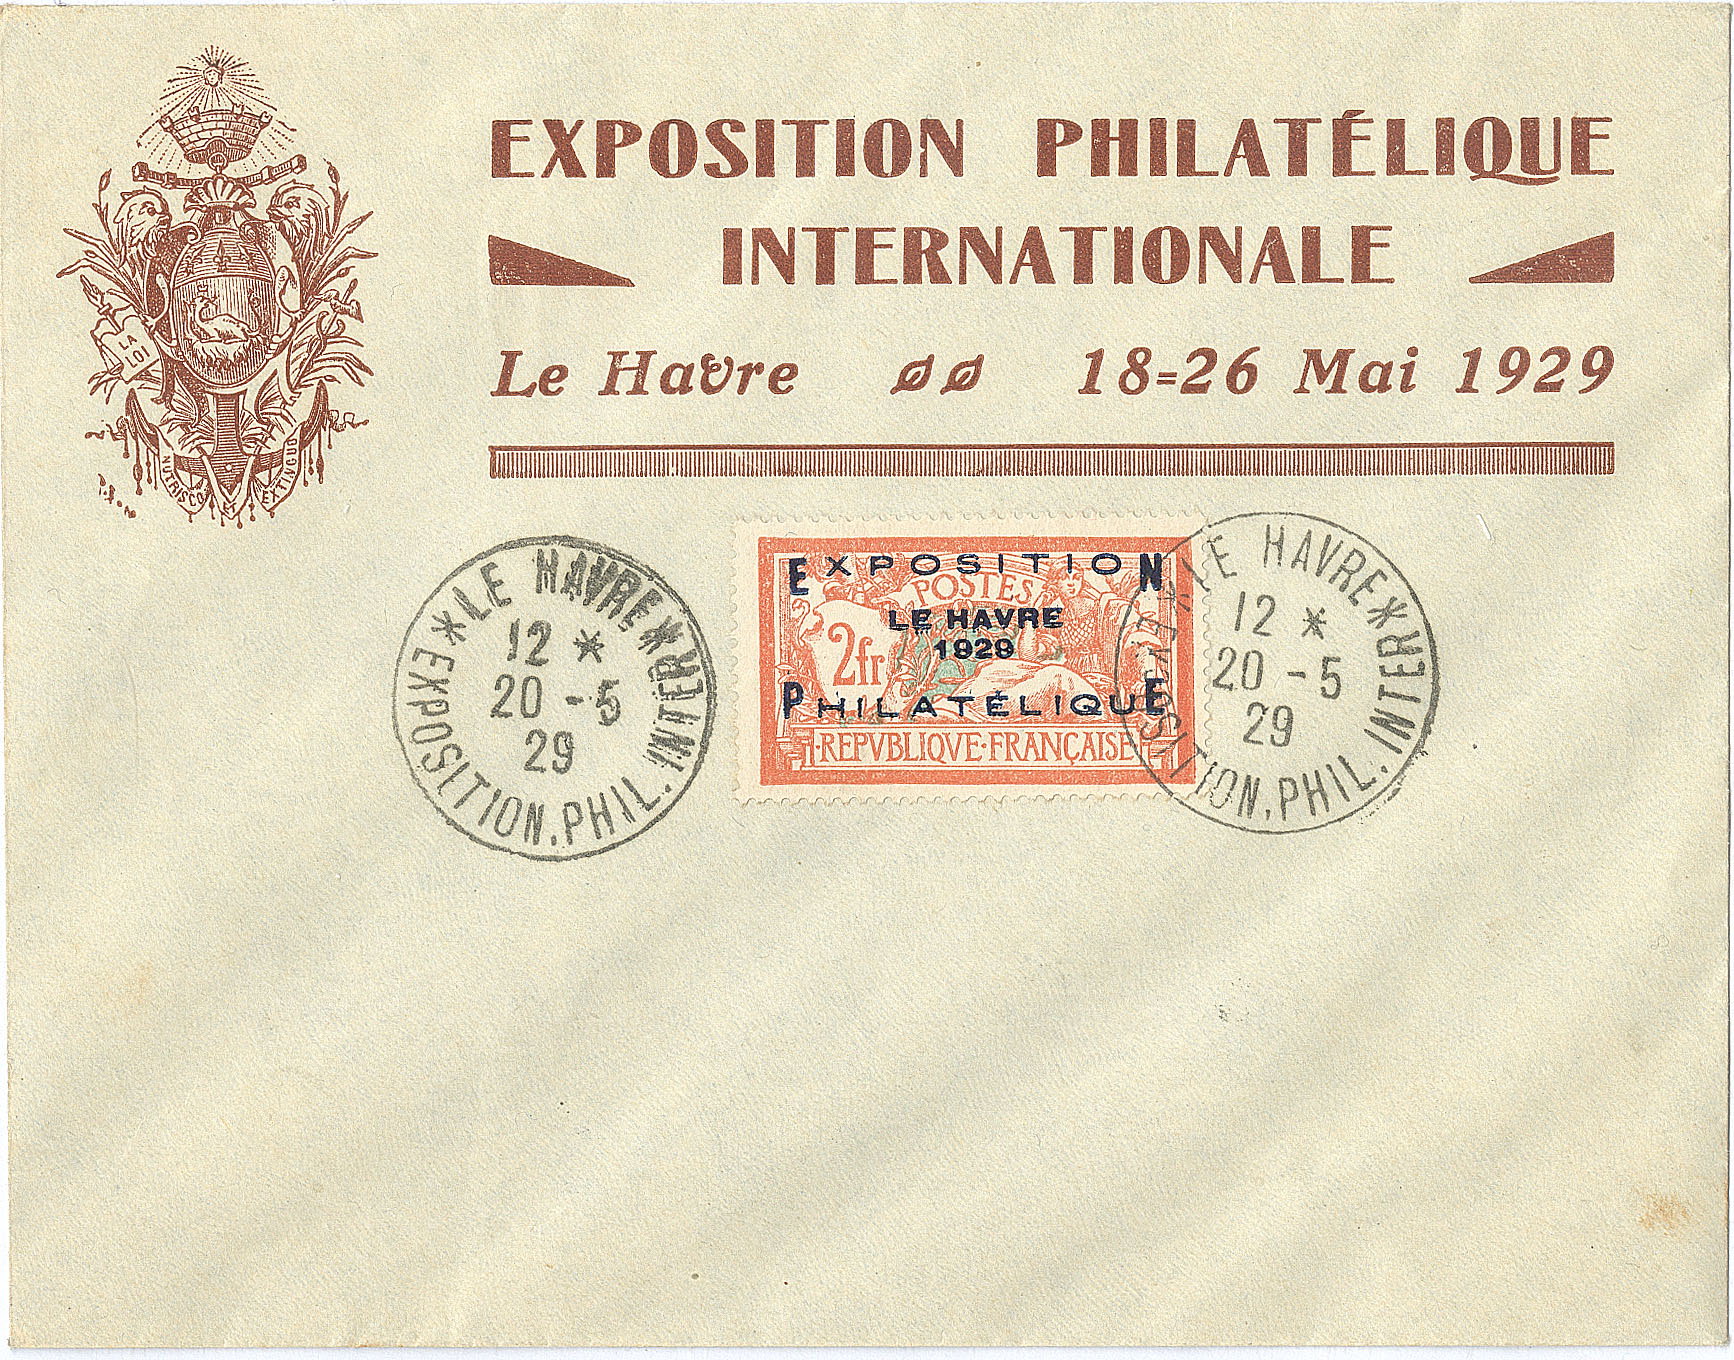 EXPOSITION PHILATÉLIQUE
INTERNATIONALE
Le Havre 18=26 Mai 1929
LA
LOI
NUTRISCO ET EXTINGUO
*LE HAVRE*
EXPOSITION.PHIL.INTER
12 *
20 -5
29
EXPOSITION
POSTES
LE HAVRE
1929
2fr
PHILATÉLIQUE
·REPVBLIQVE·FRANÇAISE·
*LE HAVRE*
EXPOSITION.PHIL.INTER
12 *
20 -5
29